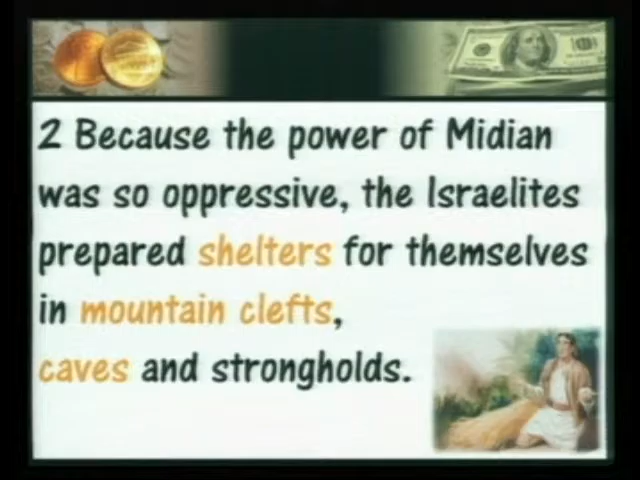 2 Because the power of Midian
was so oppressive, the Israelites
prepared shelters for themselves
in mountain clefts,
caves and strongholds.